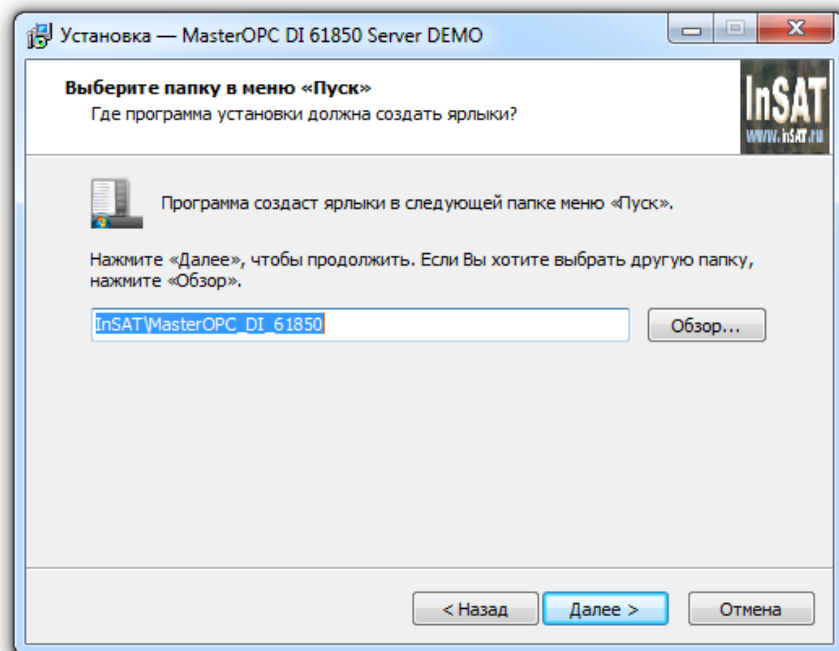 Установка — MasterOPC DI 61850 Server DEMO
Выберите папку в меню «Пуск»
Где программа установки должна создать ярлыки?
InSAT
www.insat.ru
Программа создаст ярлыки в следующей папке меню «Пуск».
Нажмите «Далее», чтобы продолжить. Если Вы хотите выбрать другую папку,
нажмите «Обзор».
InSAT\MasterOPC_DI_61850
Обзор...
< Назад
Далее >
Отмена